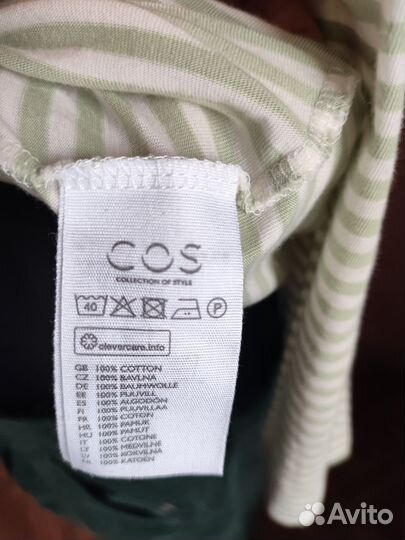 COS
COLLECTION OF STYLE
40 P
clevercare.info
GB 100% COTTON
CZ 100% BAVLNA
DE 100% BAUMWOLLE
EE 100% PUUVILL
ES 100% ALGODÓN
FI 100% PUUVILLAA
FR 100% COTON
HR 100% PAMUK
HU 100% PAMUT
IT 100% COTONE
LT 100% MEDVILNĖ
LV 100% KOKVILNA
NL 100% KATOEN
Avito